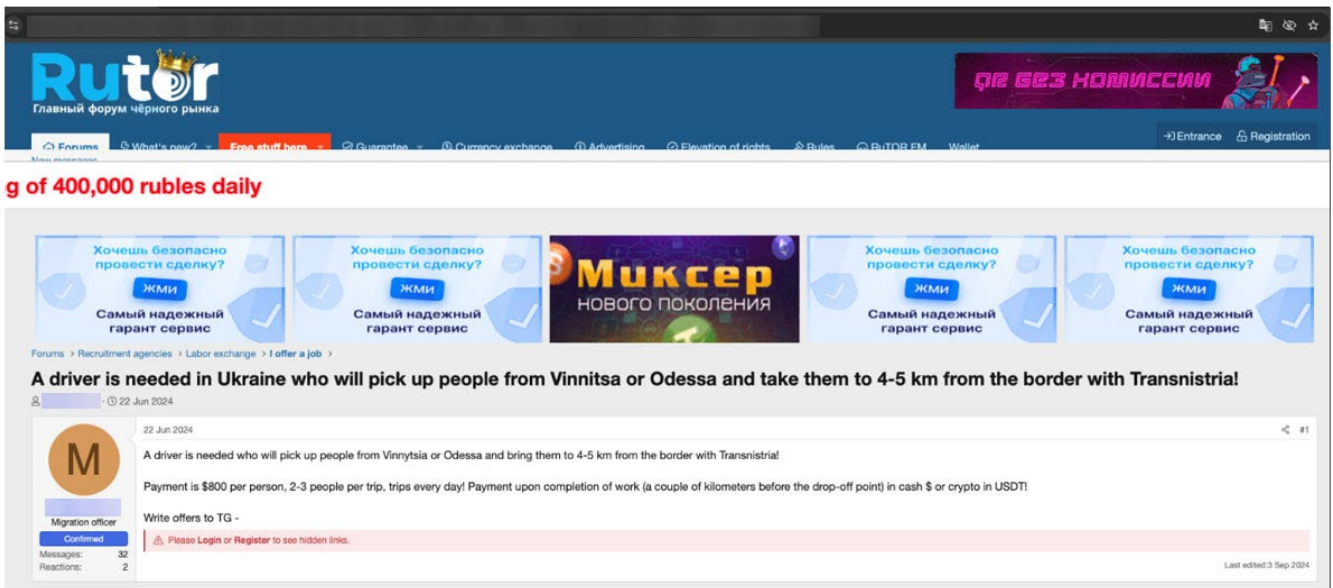 Rutor
Главный форум чёрного рынка
QR БЕЗ КОМИССИИ
Entrance Registration
Forums What's new? Free stuff here Guarantee Currency exchange Advertising Elevation of rights Rules RuTOR FM Wallet
New messages
g of 400,000 rubles daily
Хочешь безопасно
провести сделку?
ЖМИ
Самый надежный
гарант сервис
Хочешь безопасно
провести сделку?
ЖМИ
Самый надежный
гарант сервис
Миксер
нового поколения
Хочешь безопасно
провести сделку?
ЖМИ
Самый надежный
гарант сервис
Хочешь безопасно
провести сделку?
ЖМИ
Самый надежный
гарант сервис
Forums > Recruitment agencies > Labor exchange > I offer a job >
A driver is needed in Ukraine who will pick up people from Vinnitsa or Odessa and take them to 4-5 km from the border with Transnistria!
- 22 Jun 2024
22 Jun 2024 #1
M
A driver is needed who will pick up people from Vinnytsia or Odessa and bring them to 4-5 km from the border with Transnistria!
Payment is $800 per person, 2-3 people per trip, trips every day! Payment upon completion of work (a couple of kilometers before the drop-off point) in cash $ or crypto in USDT!
Write offers to TG -
Please Login or Register to see hidden links.
Migration officer
Confirmed
Messages: 32
Reactions: 2
Last edited:3 Sep 2024